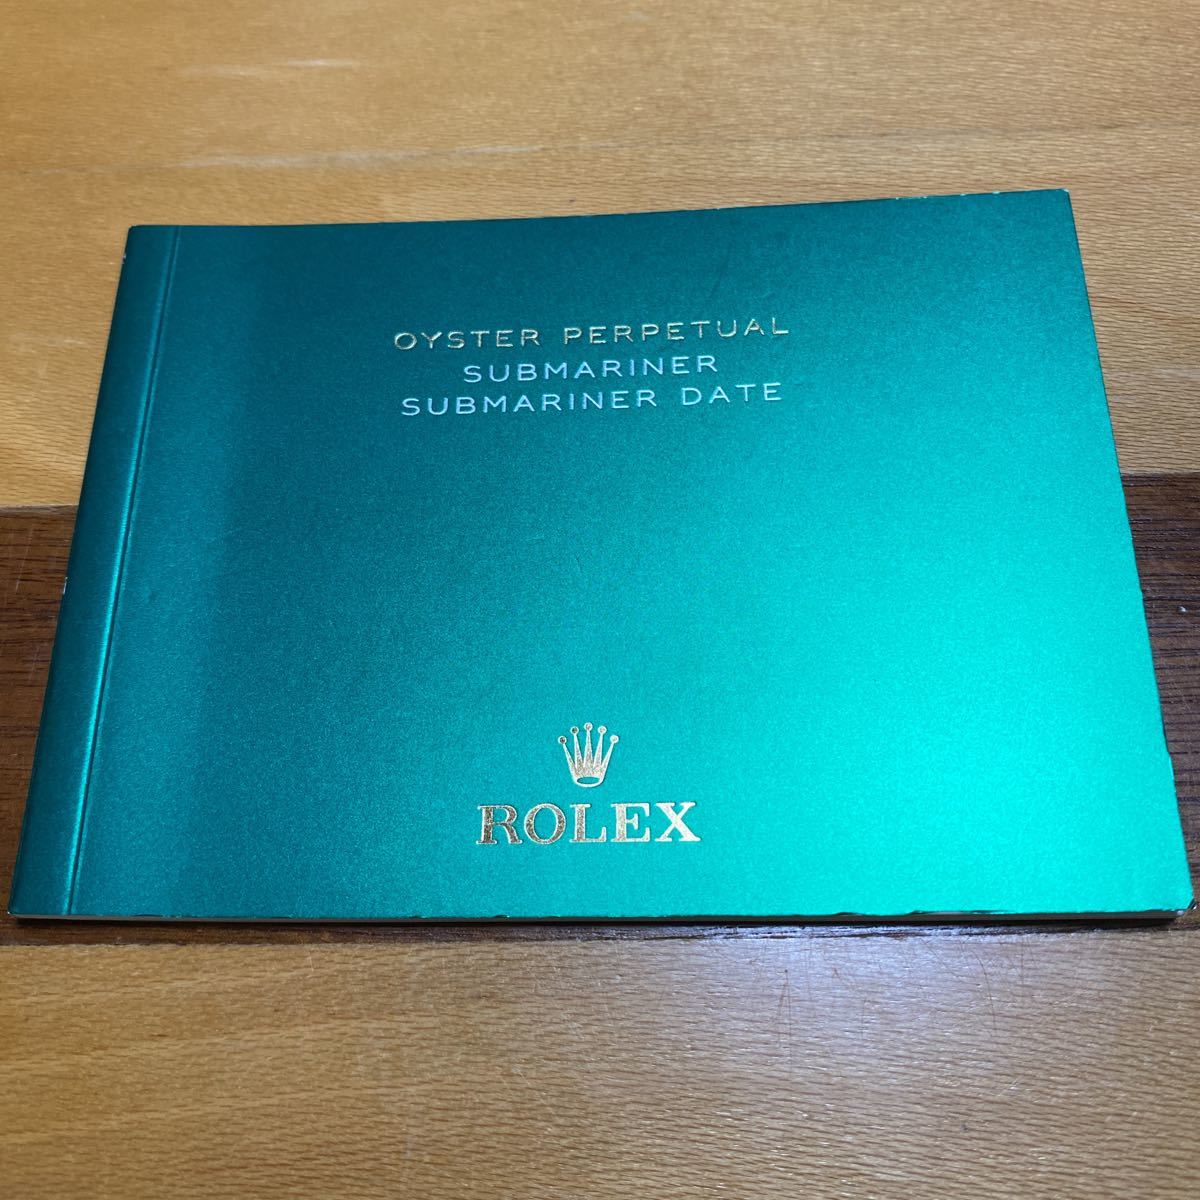 OYSTER PERPETUAL
SUBMARINER
SUBMARINER DATE
ROLEX